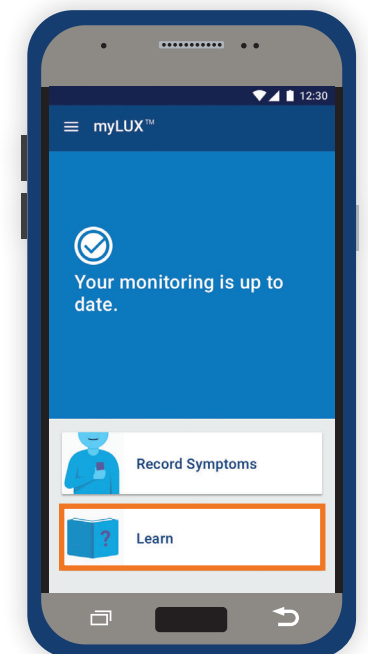 12:30
myLUX™
Your monitoring is up to
date.
Record Symptoms
?
Learn